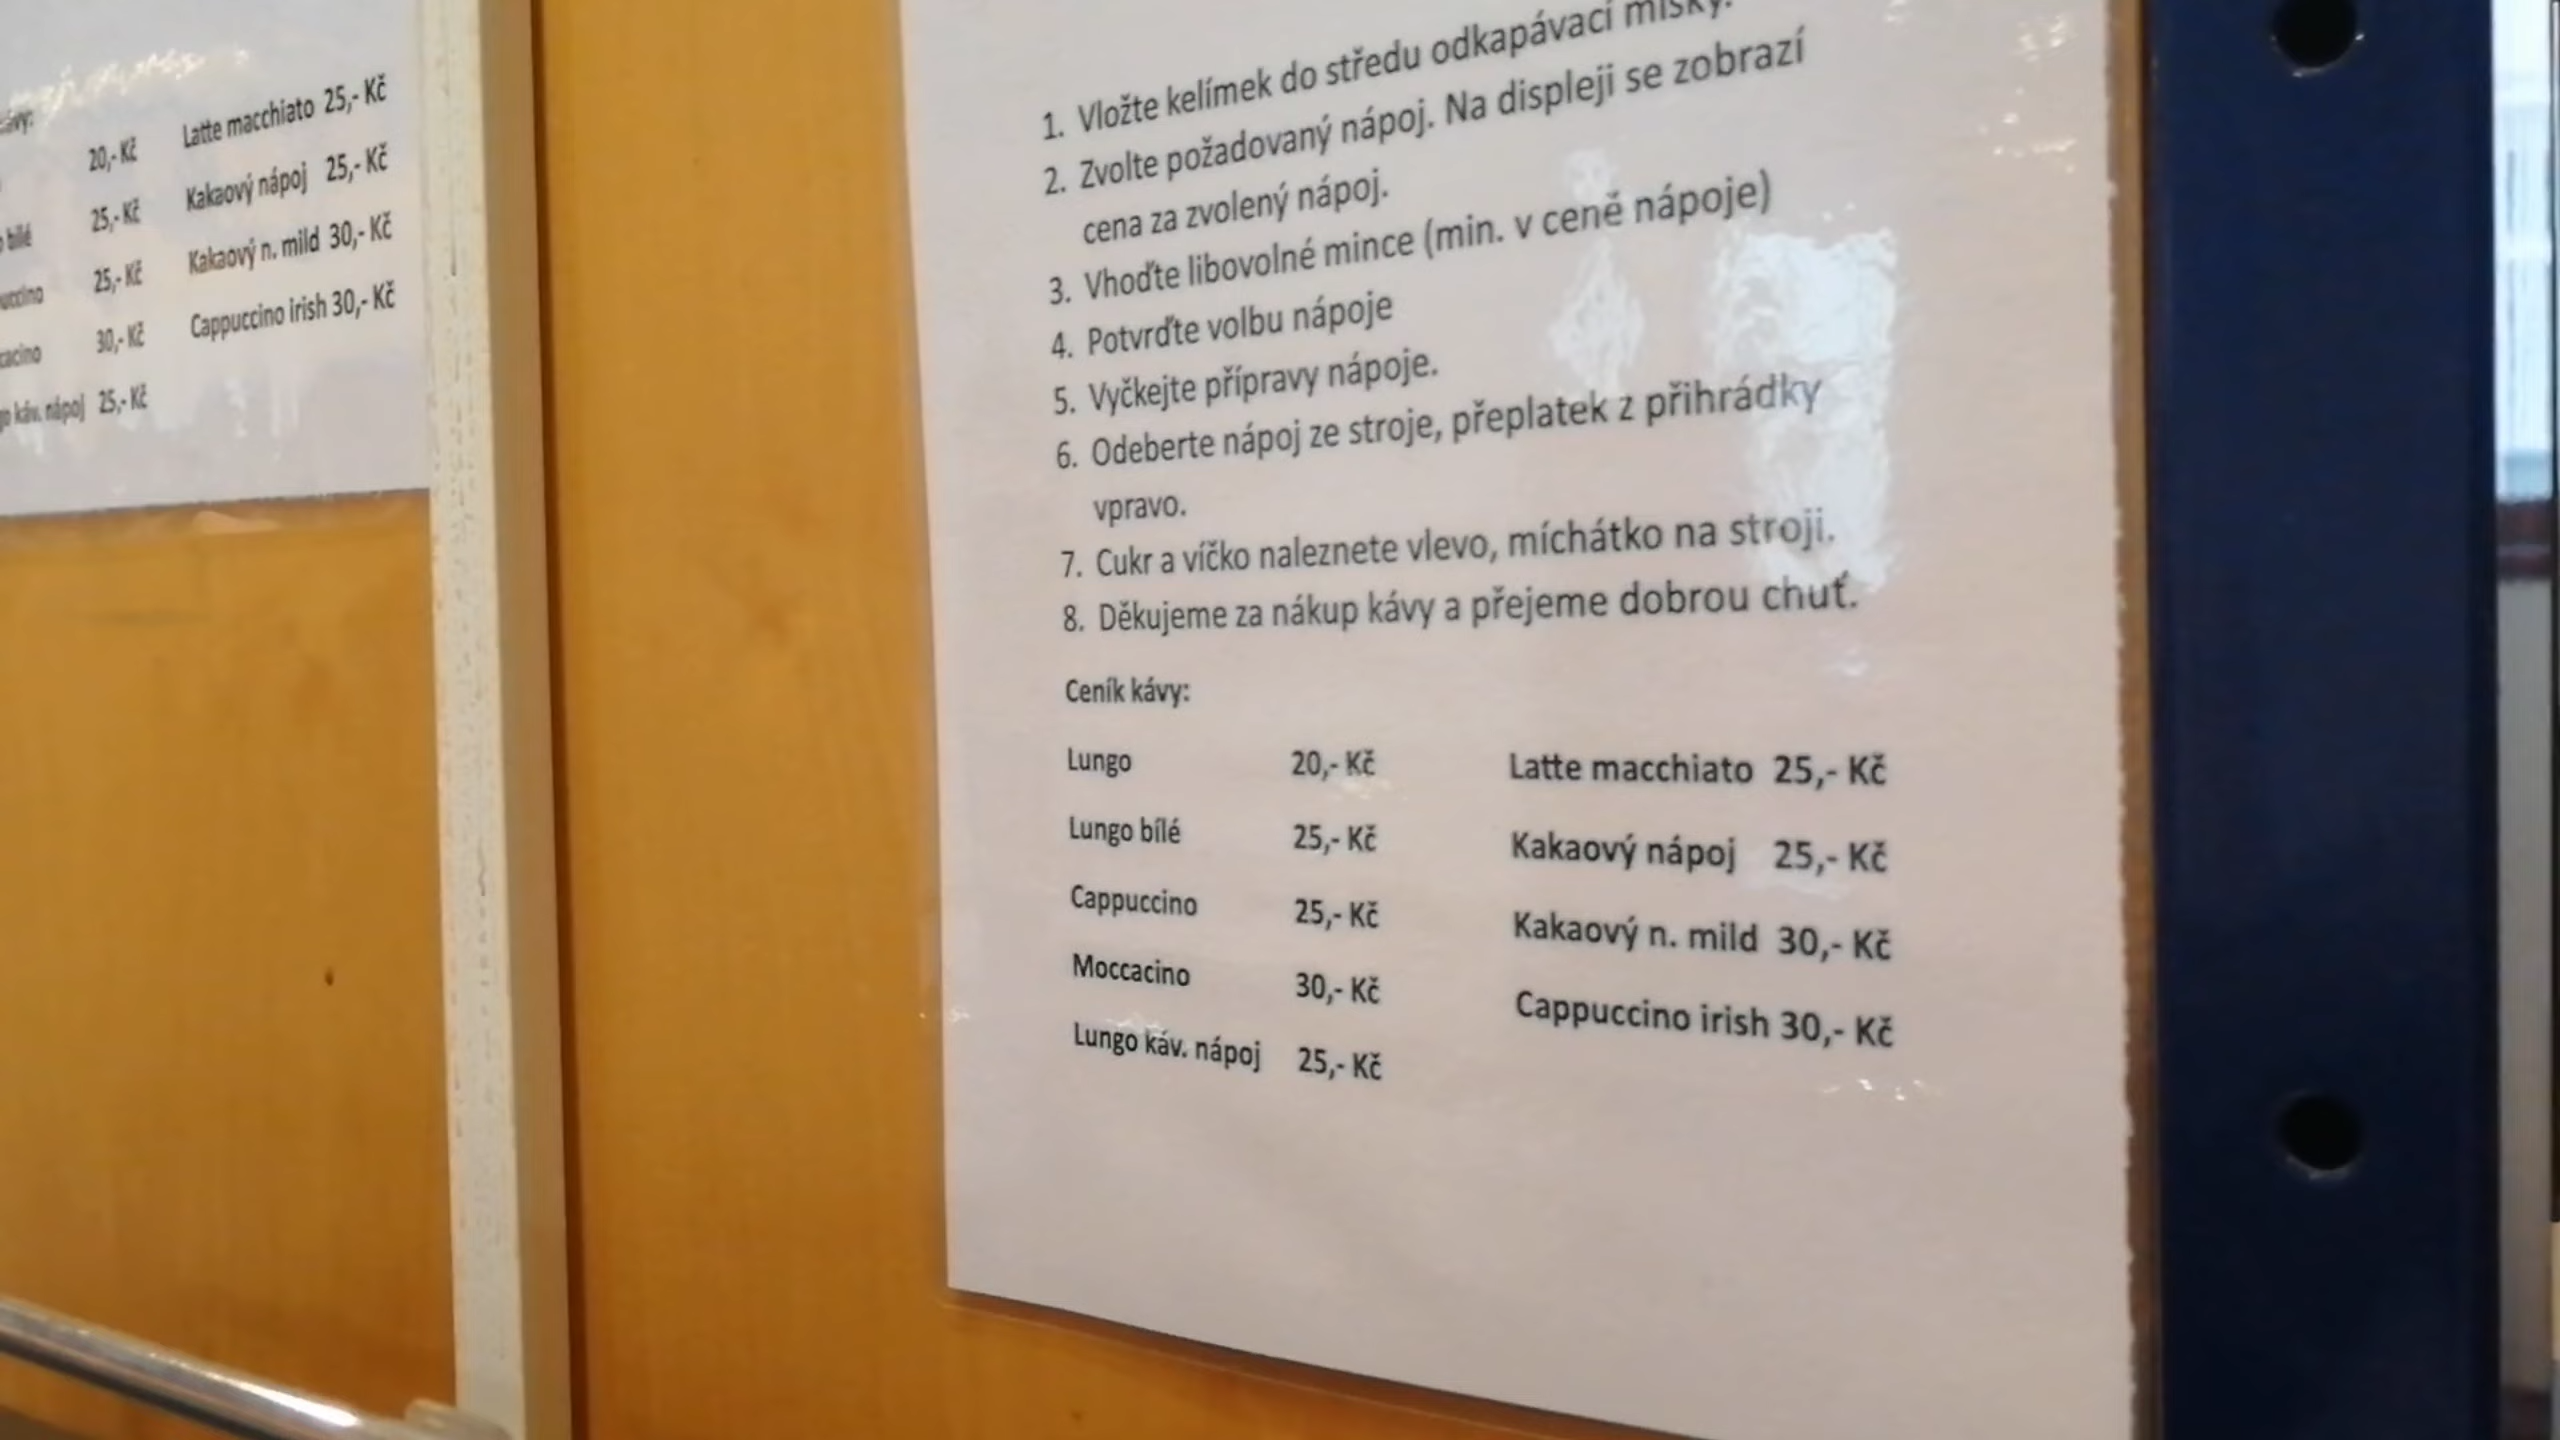 Latte macchiato 25,- Kč
20,- Kč
Kakaový nápoj 25,- Kč
bílé 25,- Kč
Kakaový n. mild 30,- Kč
25,- Kč
Cappuccino irish 30,- Kč
30,- Kč
káv. nápoj 25,- Kč
1. Vložte kelímek do středu odkapávací misky.
2. Zvolte požadovaný nápoj. Na displeji se zobrazí
cena za zvolený nápoj.
3. Vhoďte libovolné mince (min. v ceně nápoje)
4. Potvrďte volbu nápoje
5. Vyčkejte přípravy nápoje.
6. Odeberte nápoj ze stroje, přeplatek z přihrádky
vpravo.
7. Cukr a víčko naleznete vlevo, míchátko na stroji.
8. Děkujeme za nákup kávy a přejeme dobrou chuť.
Ceník kávy:
Lungo 20,- Kč Latte macchiato 25,- Kč
Lungo bílé 25,- Kč Kakaový nápoj 25,- Kč
Cappuccino 25,- Kč Kakaový n. mild 30,- Kč
Moccacino 30,- Kč Cappuccino irish 30,- Kč
Lungo káv. nápoj 25,- Kč